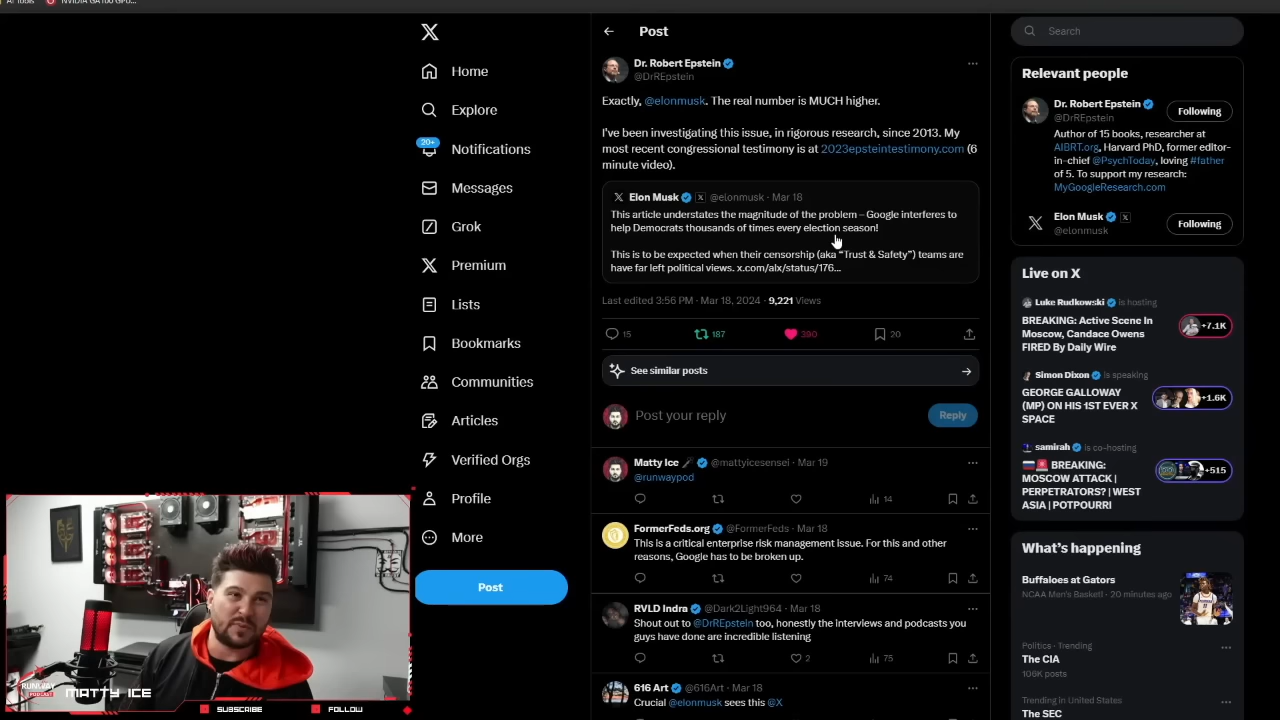 AI Tools
NVIDIA GA100 GPU...
X
Home
Explore
20+
Notifications
Messages
Grok
Premium
Lists
Bookmarks
Communities
Articles
Verified Orgs
Profile
More
Post
Post
Dr. Robert Epstein
@DrREpstein
Exactly, @elonmusk. The real number is MUCH higher.
I've been investigating this issue, in rigorous research, since 2013. My
most recent congressional testimony is at 2023epsteintestimony.com (6
minute video).
Elon Musk X @elonmusk · Mar 18
This article understates the magnitude of the problem – Google interferes to
help Democrats thousands of times every election season!
This is to be expected when their censorship (aka “Trust & Safety”) teams are
have far left political views. x.com/alx/status/176...
Last edited 3:56 PM · Mar 18, 2024 · 9,221 Views
15 187 390 20
See similar posts
Post your reply
Reply
Matty Ice @mattyicesensei · Mar 19
@runwaypod
14
FormerFeds.org @FormerFeds · Mar 18
This is a critical enterprise risk management issue. For this and other
reasons, Google has to be broken up.
74
RVLD Indra @Dark2Light964 · Mar 18
Shout out to @DrREpstein too, honestly the interviews and podcasts you
guys have done are incredible listening
2 75
616 Art @616Art · Mar 18
Crucial @elonmusk sees this @X
Search
Relevant people
Dr. Robert Epstein
@DrREpstein
Following
Author of 15 books, researcher at
AIBRT.org, Harvard PhD, former editor-
in-chief @PsychToday, loving #father
of 5. To support my research:
MyGoogleResearch.com
Elon Musk X
@elonmusk
Following
Live on X
Luke Rudkowski is hosting
BREAKING: Active Scene In
Moscow, Candace Owens
FIRED By Daily Wire
+7.1K
Simon Dixon is speaking
GEORGE GALLOWAY
(MP) ON HIS 1ST EVER X
SPACE
+1.6K
samirah is co-hosting
BREAKING:
MOSCOW ATTACK |
PERPETRATORS? | WEST
ASIA | POTPOURRI
+515
What’s happening
Buffaloes at Gators
NCAA Men's Basketball · 20 minutes ago
Politics · Trending
The CIA
106K posts
Trending in United States
The SEC
RUNWAY
PODCAST
MATTY ICE
SUBSCRIBE
FOLLOW